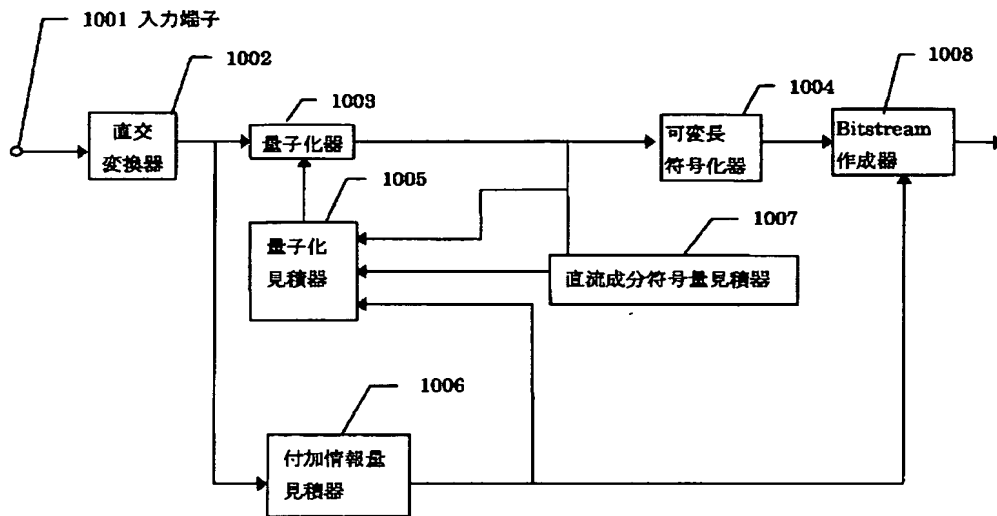 1001 入力端子
1002
直交
変換器
1003
量子化器
1004
可変長
符号化器
1008
Bitstream
作成器
1005
量子化
見積器
1007
直流成分符号量見積器
1006
付加情報量
見積器